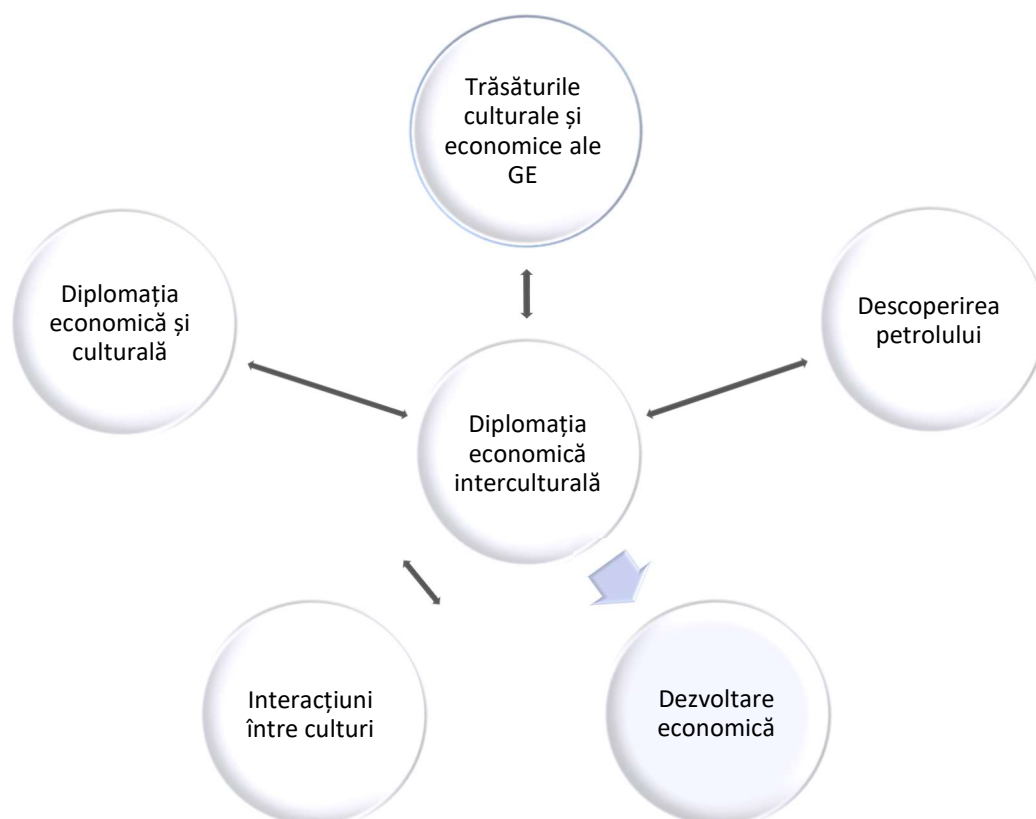 Trăsăturile
culturale și
economice ale
GE
Diplomația
economică și
culturală
Descoperirea
petrolului
Diplomația
economică
interculturală
Interacțiuni
între culturi
Dezvoltare
economică